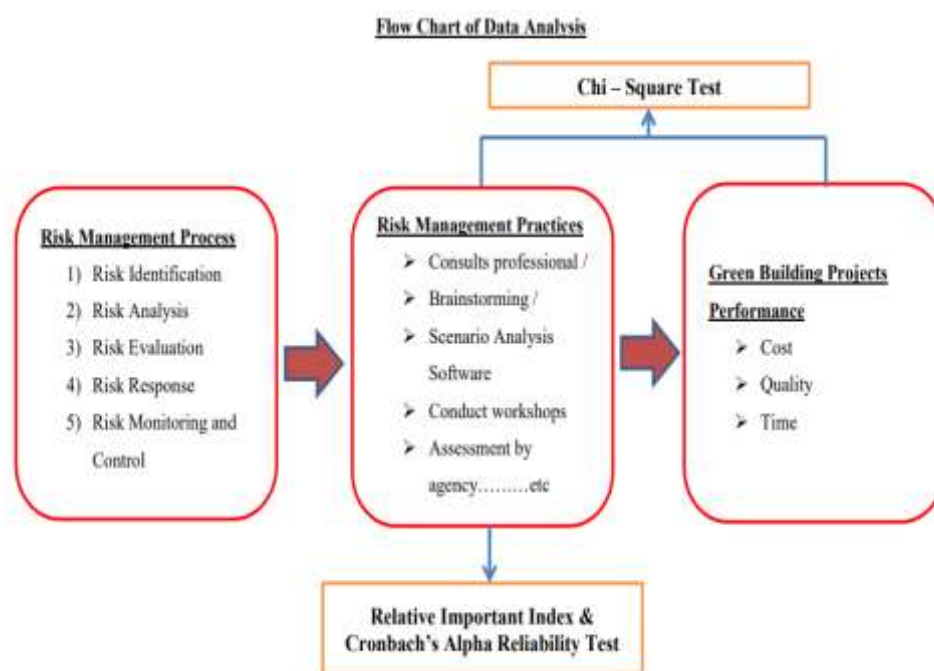 Flow Chart of Data Analysis
Chi – Square Test
Risk Management Process
1) Risk Identification
2) Risk Analysis
3) Risk Evaluation
4) Risk Response
5) Risk Monitoring and
Control
Risk Management Practices
➢ Consults professional /
➢ Brainstorming /
➢ Scenario Analysis
Software
➢ Conduct workshops
➢ Assessment by
agency.........etc
Green Building Projects
Performance
➢ Cost
➢ Quality
➢ Time
Relative Important Index &
Cronbach's Alpha Reliability Test